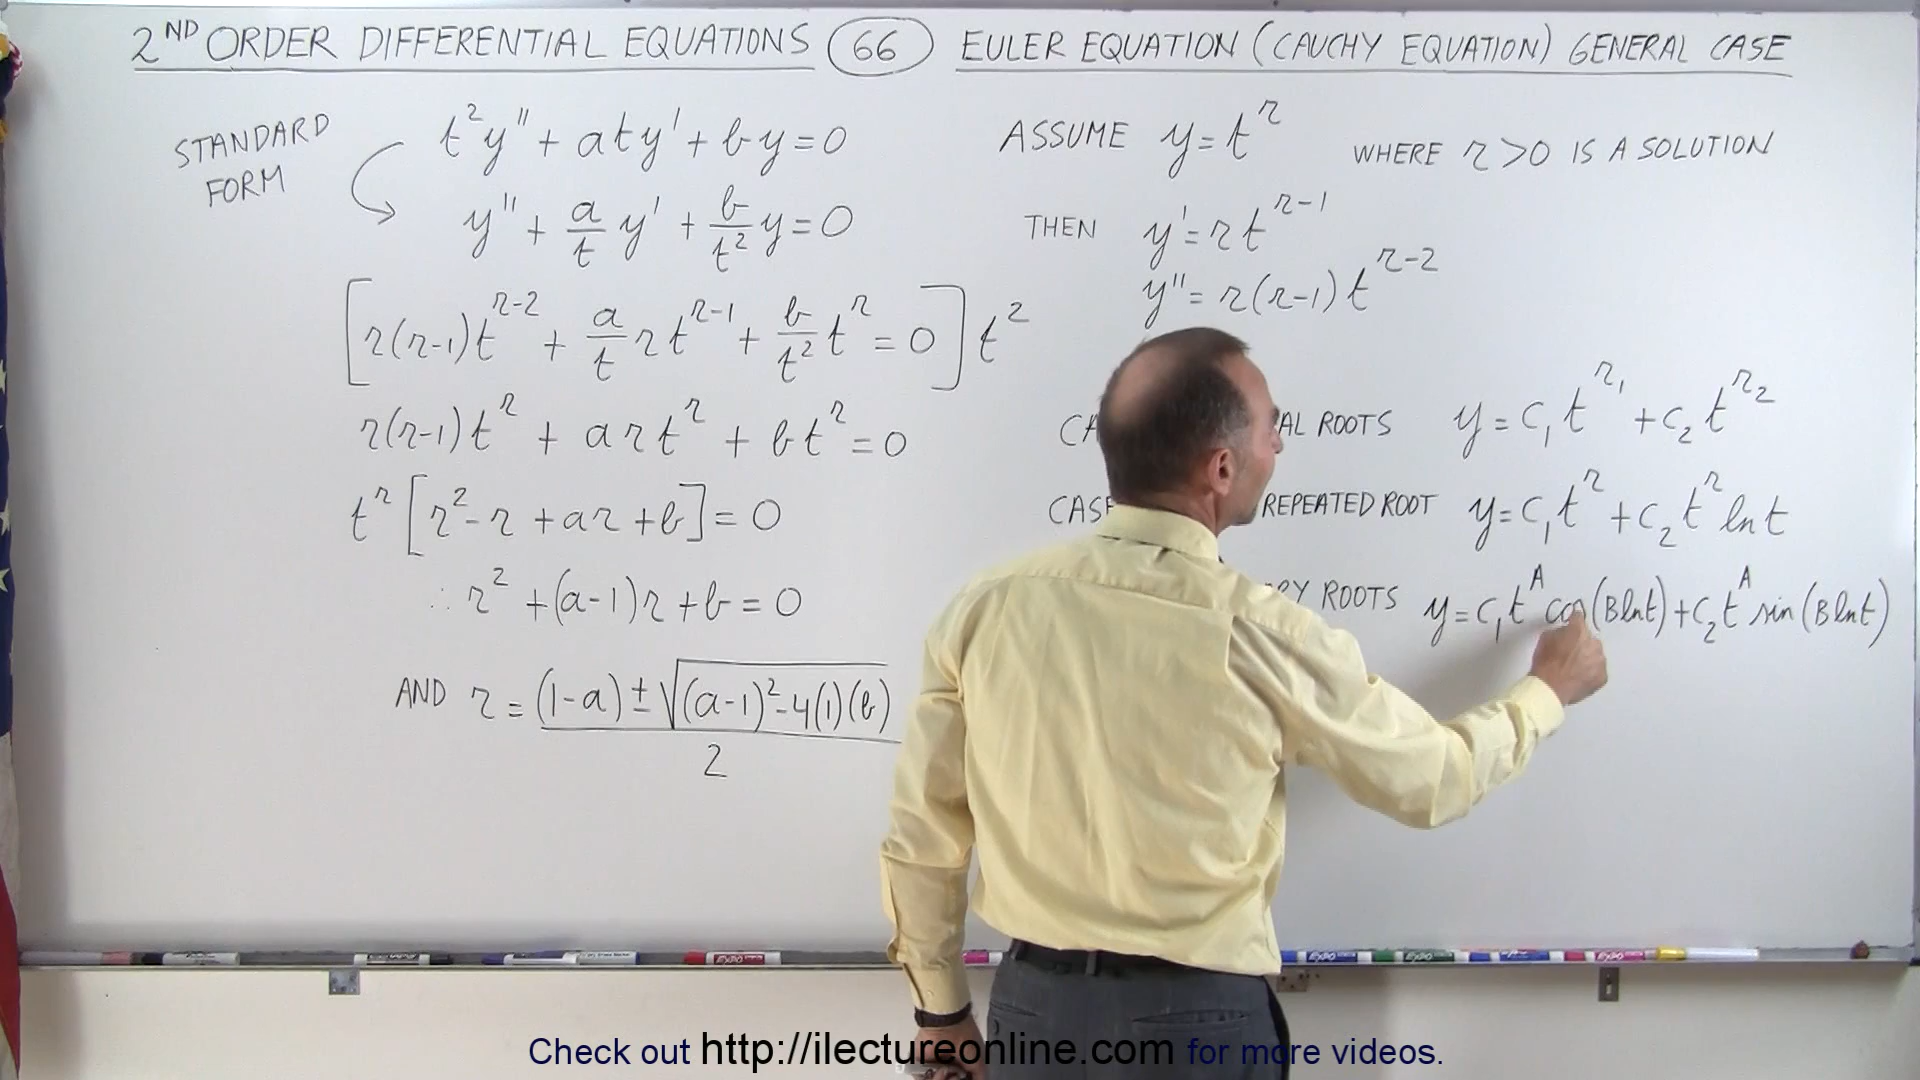 2ND ORDER DIFFERENTIAL EQUATIONS (66) EULER EQUATION (CAUCHY EQUATION) GENERAL CASE
STANDARD FORM
t²y'' + aty' + by = 0
y'' + a/t y' + b/t² y = 0
[r(r-1)t^(r-2) + a/t rt^(r-1) + b/t² t^r = 0] t²
r(r-1)t^r + art^r + bt^r = 0
t^r [r² - r + ar + b] = 0
∴ r² + (a-1)r + b = 0
AND r = ((1-a) ± √((a-1)² - 4(1)(b)))/2
ASSUME y = t^r WHERE r > 0 IS A SOLUTION
THEN y' = rt^(r-1)
y'' = r(r-1)t^(r-2)
ROOTS y = c₁t^r₁ + c₂t^r₂
REPEATED ROOT y = c₁t^r + c₂t^r ln t
ROOTS y = c₁t^A cos(B ln t) + c₂t^A sin(B ln t)
EXPO
EXPO
EXPO
EXPO
Check out http://ilectureonline.com for more videos.